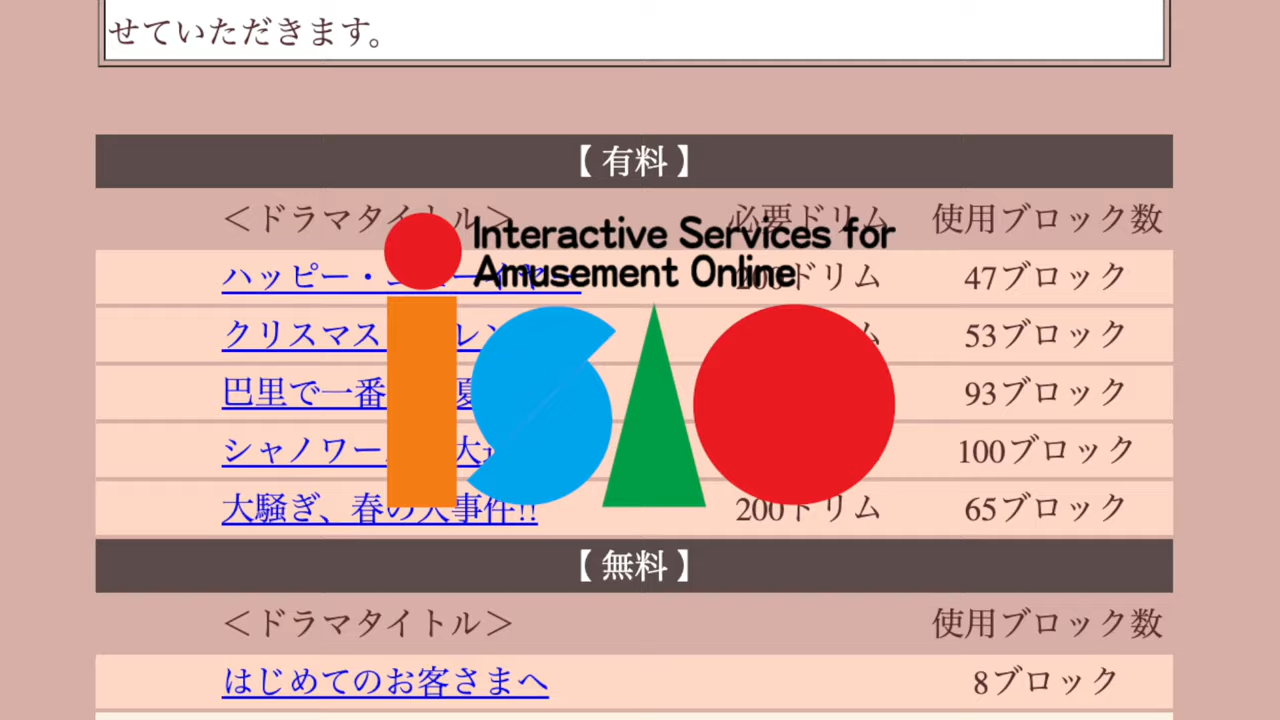 せていただきます。
【有料】
＜ドラマタイトル＞ 必要ドリム 使用ブロック数
Interactive Services for
Amusement Online
isao
ハッピー・ 200ドリム 47ブロック
クリスマス 53ブロック
巴里で一番 夏 93ブロック
シャノワー 大 100ブロック
大騒ぎ、春の大事件!! 200ドリム 65ブロック
【無料】
＜ドラマタイトル＞ 使用ブロック数
はじめてのお客さまへ 8ブロック